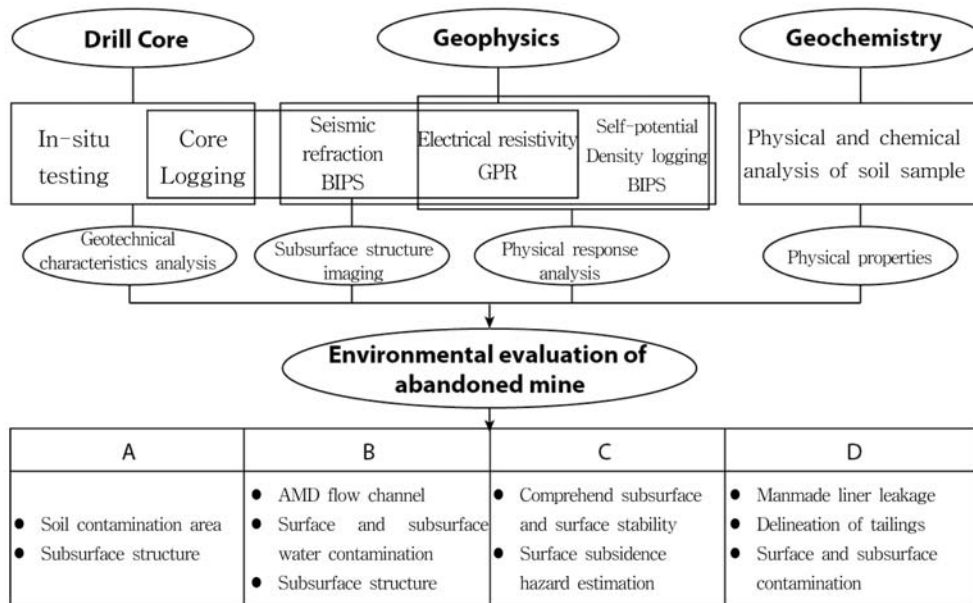 Drill Core
Geophysics
Geochemistry
In-situ
testing
Core
Logging
Seismic
refraction
BIPS
Electrical resistivity
GPR
Self-potential
Density logging
BIPS
Physical and chemical
analysis of soil sample
Geotechnical
characteristics analysis
Subsurface structure
imaging
Physical response
analysis
Physical properties
Environmental evaluation of
abandoned mine
A
B
C
D
● Soil contamination area
● Subsurface structure
● AMD flow channel
● Surface and subsurface
water contamination
● Subsurface structure
● Comprehend subsurface
and surface stability
● Surface subsidence
hazard estimation
● Manmade liner leakage
● Delineation of tailings
● Surface and subsurface
contamination